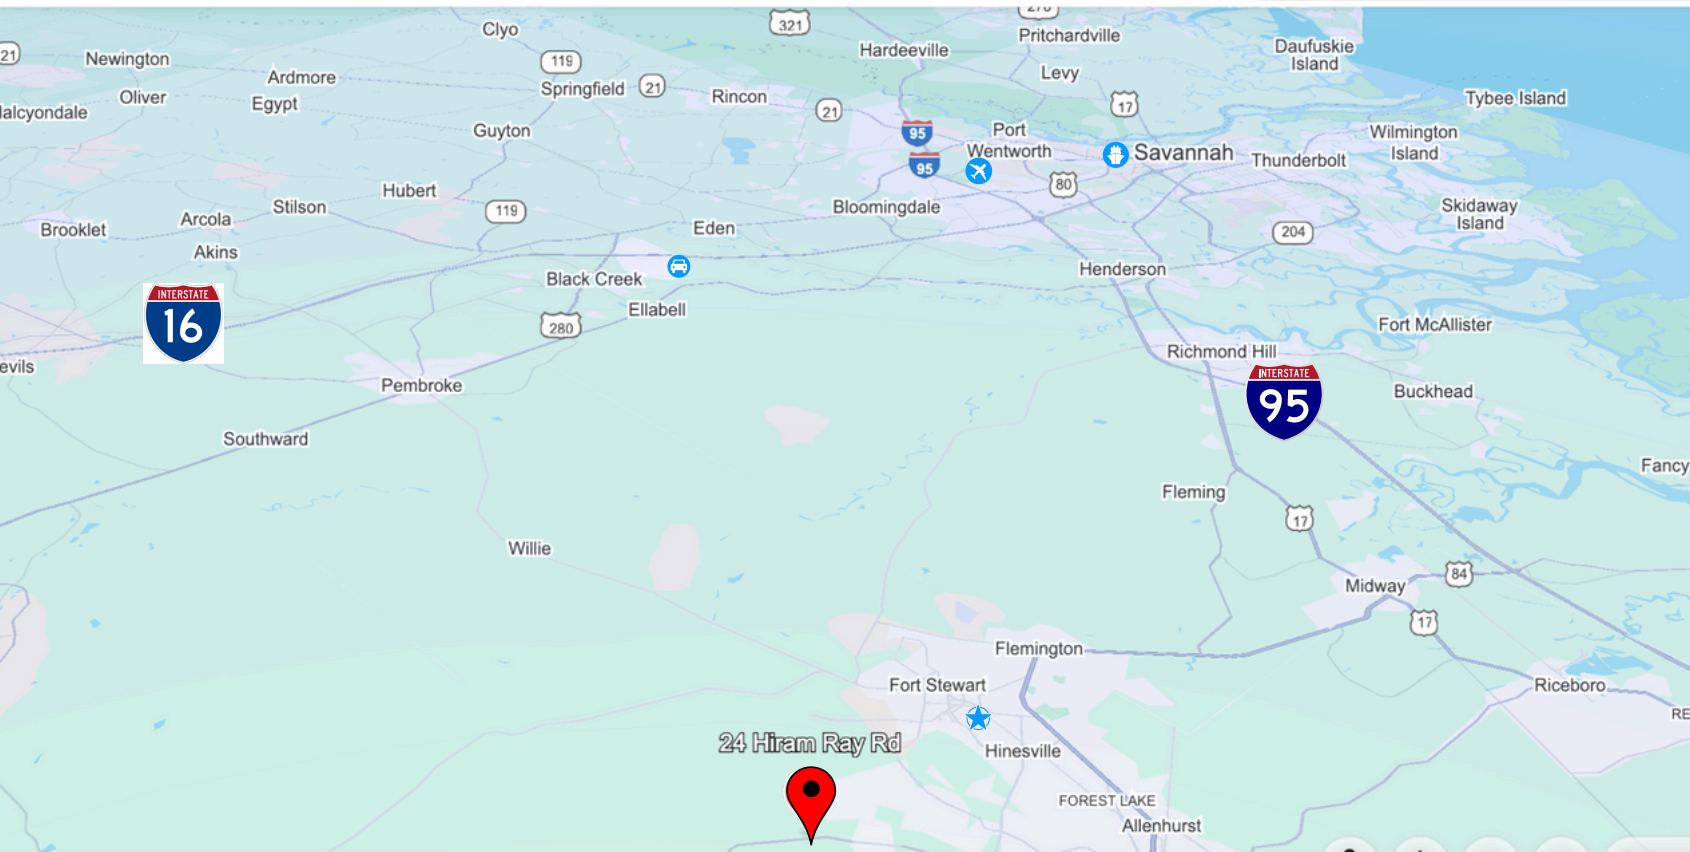 278
321
Clyo
Pritchardville
Daufuskie
Island
Hardeeville
21
Newington
119
Levy
Ardmore
Springfield
21
Oliver
Egypt
Rincon
21
17
Tybee Island
alcyondale
Guyton
95
Port
Wentworth
Wilmington
Island
95
Savannah
Thunderbolt
80
Hubert
Stilson
119
Bloomingdale
Skidaway
Island
Arcola
Brooklet
Eden
204
Akins
Black Creek
Henderson
Ellabell
INTERSTATE
16
280
Fort McAllister
Richmond Hill
evils
Pembroke
INTERSTATE
95
Buckhead
Southward
Fancy
Fleming
17
Willie
84
Midway
17
Flemington
Fort Stewart
Riceboro
RE
24 Hiram Ray Rd
Hinesville
FOREST LAKE
Allenhurst